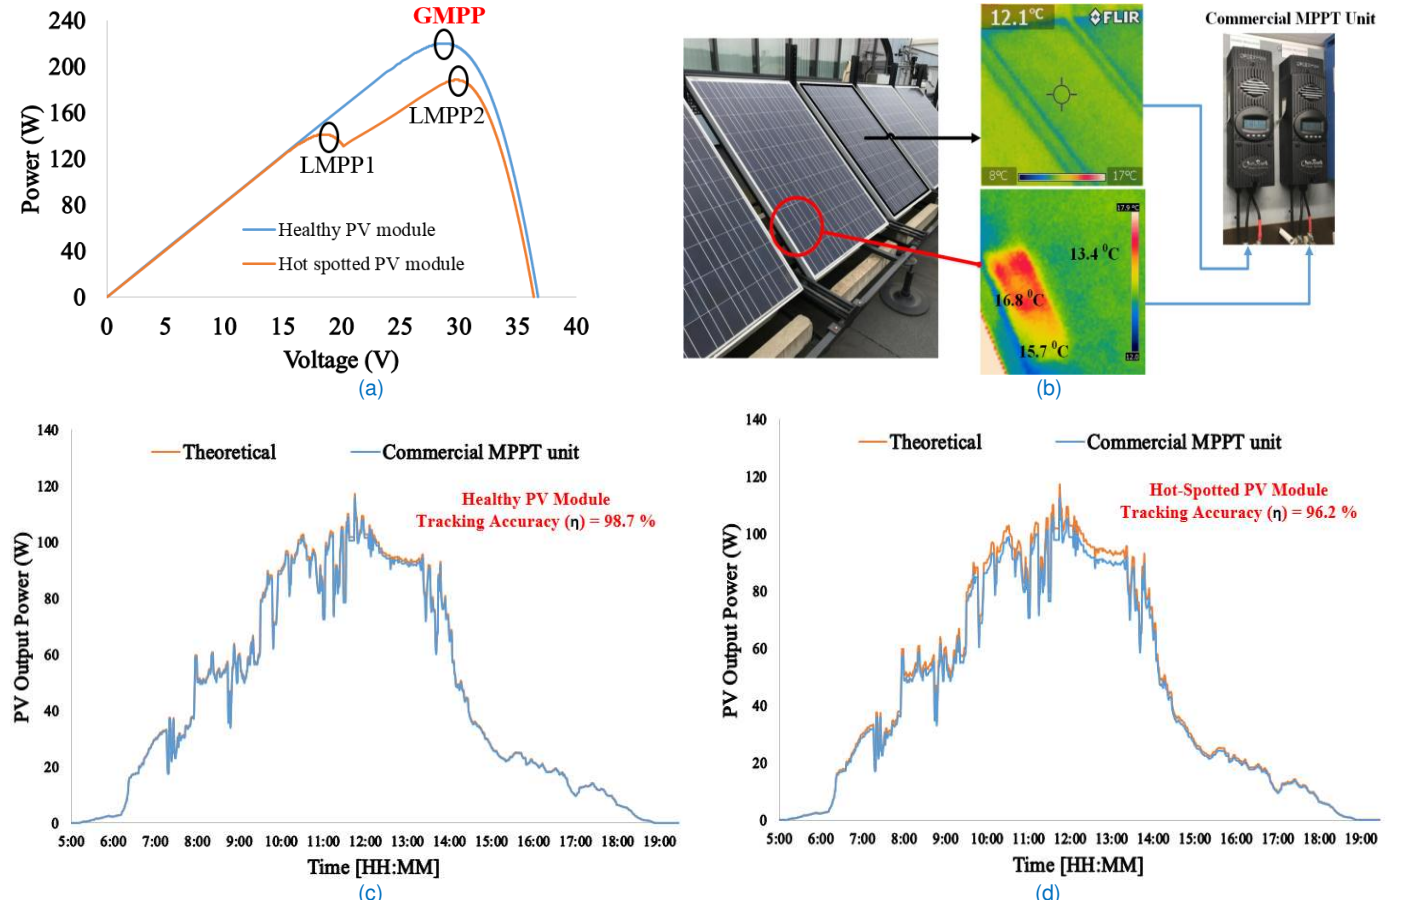 GMPP
240
200
160
120
80
40
0
Power (W)
LMPP2
LMPP1
Healthy PV module
Hot spotted PV module
0 5 10 15 20 25 30 35 40
Voltage (V)
(a)
12.1°C
FLIR
8°C 17°C
17.9 °C
13.4 ⁰C
16.8 ⁰C
15.7 ⁰C
12.0
Commercial MPPT Unit
(b)
140
120
100
80
60
40
20
0
PV Output Power (W)
Theoretical
Commercial MPPT unit
Healthy PV Module
Tracking Accuracy (η) = 98.7 %
5:00 6:00 7:00 8:00 9:00 10:00 11:00 12:00 13:00 14:00 15:00 16:00 17:00 18:00 19:00
Time [HH:MM]
(c)
140
120
100
80
60
40
20
0
PV Output Power (W)
Theoretical
Commercial MPPT unit
Hot-Spotted PV Module
Tracking Accuracy (η) = 96.2 %
5:00 6:00 7:00 8:00 9:00 10:00 11:00 12:00 13:00 14:00 15:00 16:00 17:00 18:00 19:00
Time [HH:MM]
(d)